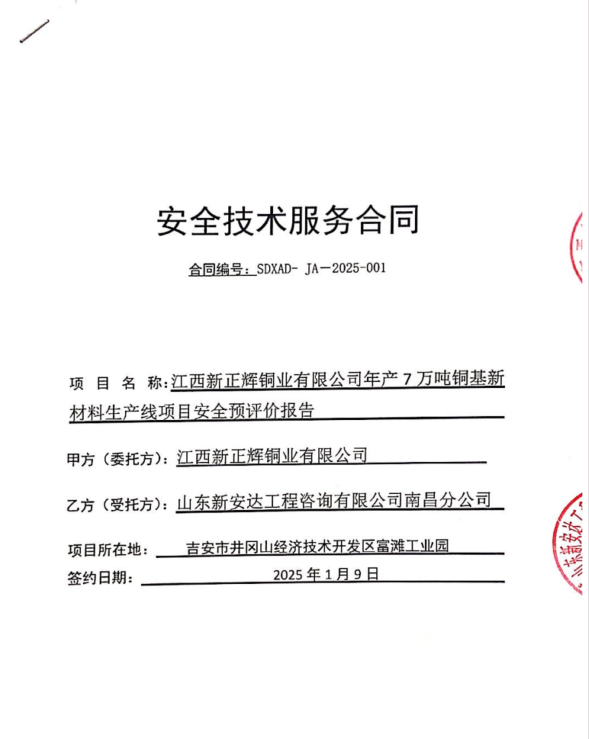 安全技术服务合同
合同编号：SDXAD- JA－2025-001
项 目 名 称：江西新正辉铜业有限公司年产 7 万吨铜基新
材料生产线项目安全预评价报告
甲方（委托方）：江西新正辉铜业有限公司
乙方（受托方）：山东新安达工程咨询有限公司南昌分公司
项目所在地： 吉安市井冈山经济技术开发区富滩工业园
签约日期： 2025 年 1 月 9 日
山东新安达工